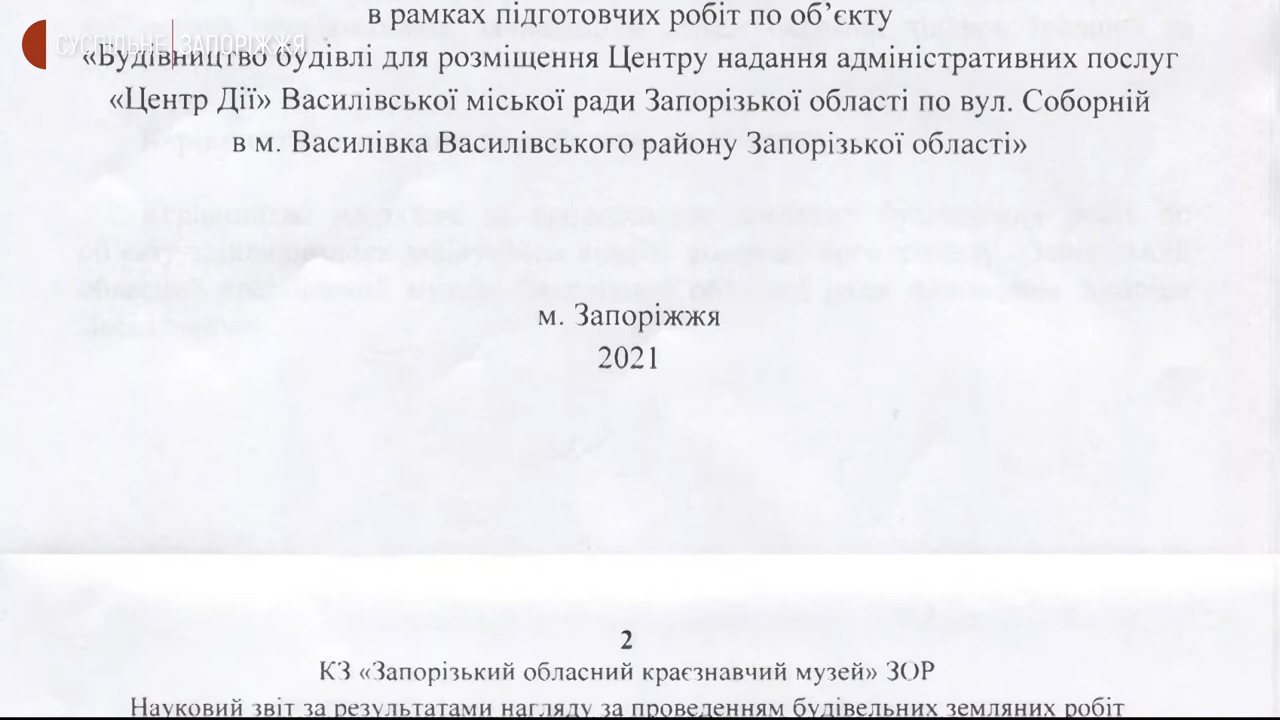 СУСПІЛЬНЕ ЗАПОРІЖЖЯ
в рамках підготовчих робіт по об’єкту
«Будівництво будівлі для розміщення Центру надання адміністративних послуг
«Центр Дії» Василівської міської ради Запорізької області по вул. Соборній
в м. Василівка Василівського району Запорізької області»
м. Запоріжжя
2021
2
КЗ «Запорізький обласний краєзнавчий музей» ЗОР
Науковий звіт за результатами нагляду за проведенням будівельних земляних робіт